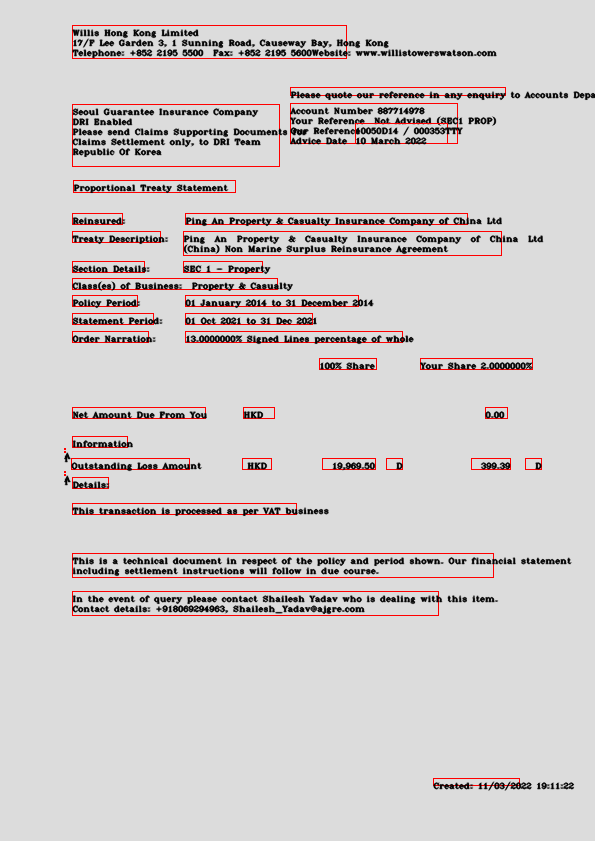 Willis Hong Kong Limited
17/F Lee Garden 3, 1 Sunning Road, Causeway Bay, Hong Kong
Telephone: +852 2195 5500 Fax: +852 2195 5600Website: www.willistowerswatson.com
Please quote our reference in any enquiry to Accounts Depa
Seoul Guarantee Insurance Company
DRI Enabled
Please send Claims Supporting Documents for
Claims Settlement only, to DRI Team
Republic Of Korea
Account Number 887714978
Your Reference Not Advised (SEC1 PROP)
Our Reference 10050D14 / 000353TTY
Advice Date 10 March 2022
Proportional Treaty Statement
Reinsured: Ping An Property & Casualty Insurance Company of China Ltd
Treaty Description: Ping An Property & Casualty Insurance Company of China Ltd
(China) Non Marine Surplus Reinsurance Agreement
Section Details: SEC 1 - Property
Class(es) of Business: Property & Casualty
Policy Period: 01 January 2014 to 31 December 2014
Statement Period: 01 Oct 2021 to 31 Dec 2021
Order Narration: 13.0000000% Signed Lines percentage of whole
100% Share Your Share 2.0000000%
Net Amount Due From You HKD 0.00
Information
Outstanding Loss Amount HKD 19,969.50 D 399.39 D
Details:
This transaction is processed as per VAT business
This is a technical document in respect of the policy and period shown. Our financial statement
including settlement instructions will follow in due course.
In the event of query please contact Shailesh Yadav who is dealing with this item.
Contact details: +918069294963, Shailesh_Yadav@ajgre.com
Created: 11/03/2022 19:11:22